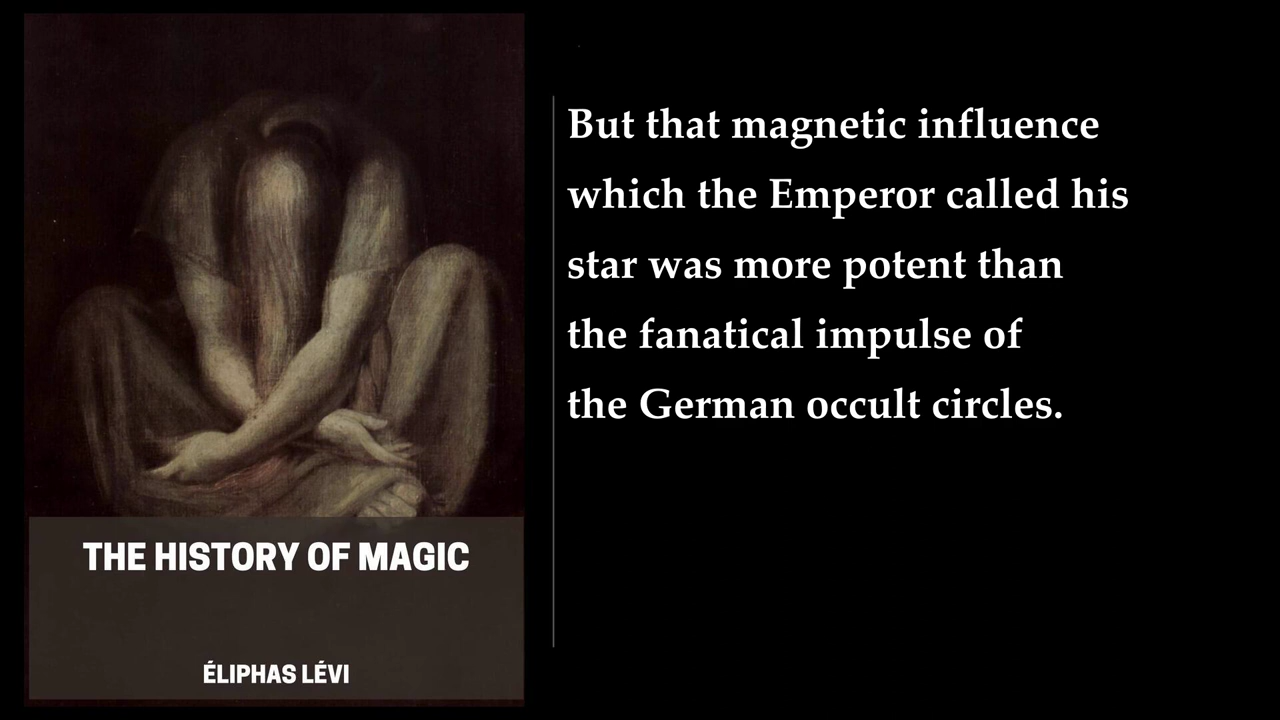 THE HISTORY OF MAGIC
ÉLIPHAS LÉVI
But that magnetic influence
which the Emperor called his
star was more potent than
the fanatical impulse of
the German occult circles.